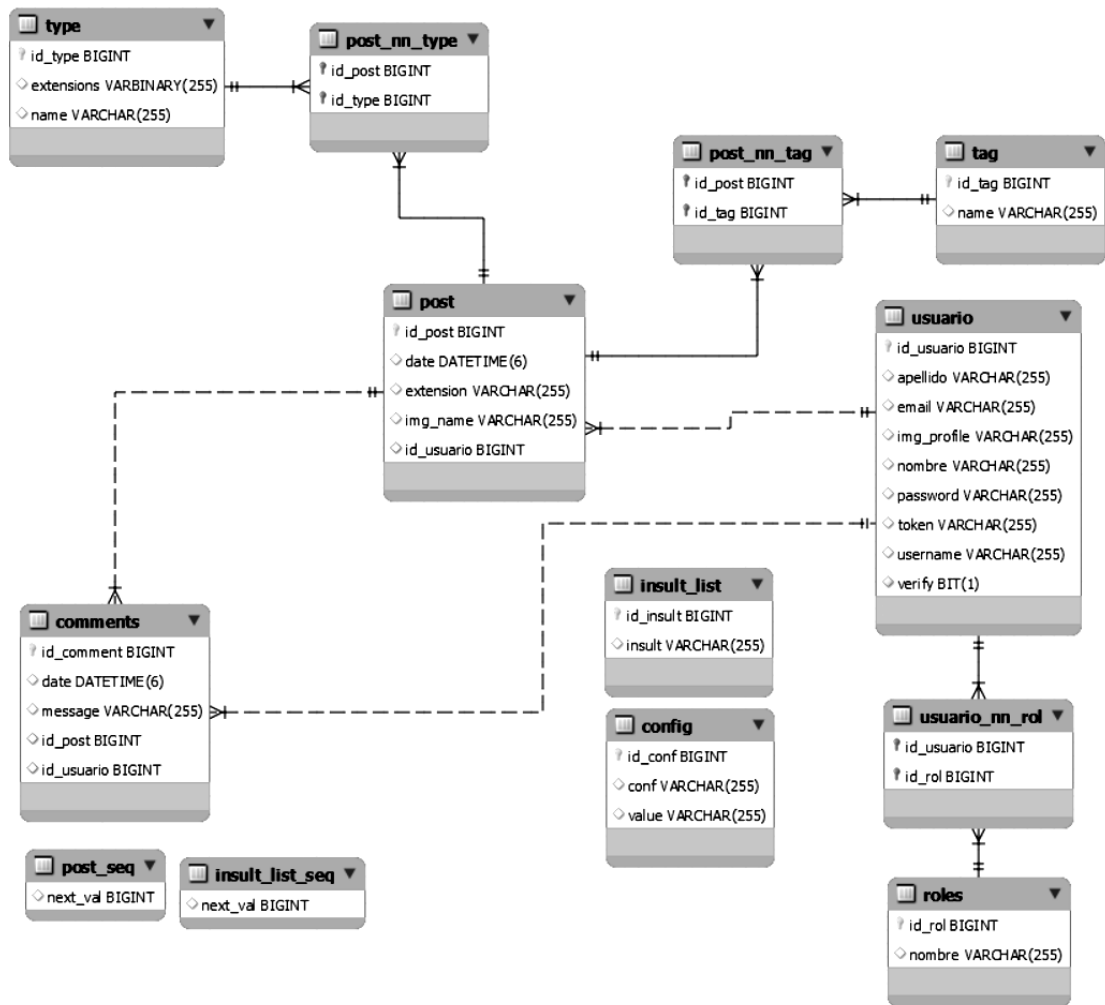 type
id_type BIGINT
extensions VARBINARY(255)
name VARCHAR(255)
post_nn_type
id_post BIGINT
id_type BIGINT
post_nn_tag
id_post BIGINT
id_tag BIGINT
tag
id_tag BIGINT
name VARCHAR(255)
post
id_post BIGINT
date DATETIME(6)
extension VARCHAR(255)
img_name VARCHAR(255)
id_usuario BIGINT
usuario
id_usuario BIGINT
apellido VARCHAR(255)
email VARCHAR(255)
img_profile VARCHAR(255)
nombre VARCHAR(255)
password VARCHAR(255)
token VARCHAR(255)
username VARCHAR(255)
verify BIT(1)
comments
id_comment BIGINT
date DATETIME(6)
message VARCHAR(255)
id_post BIGINT
id_usuario BIGINT
insult_list
id_insult BIGINT
insult VARCHAR(255)
config
id_conf BIGINT
conf VARCHAR(255)
value VARCHAR(255)
usuario_nn_rol
id_usuario BIGINT
id_rol BIGINT
post_seq
next_val BIGINT
insult_list_seq
next_val BIGINT
roles
id_rol BIGINT
nombre VARCHAR(255)